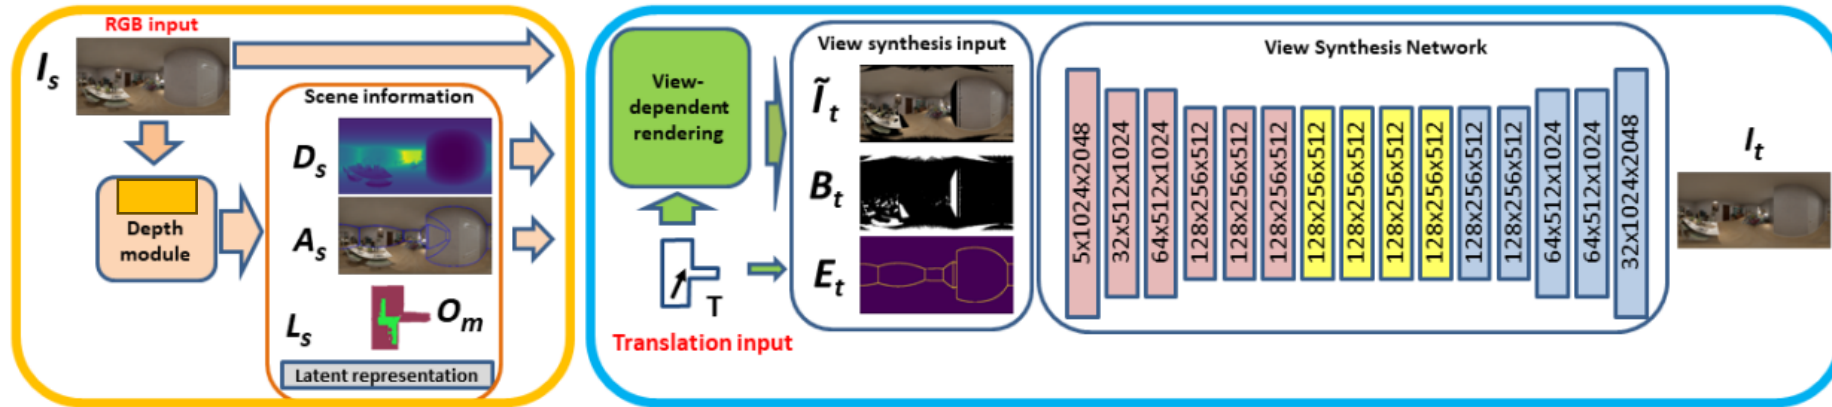 RGB input
I_s
Scene information
D_s
A_s
L_s
O_m
Latent representation
Depth
module
View-
dependent
rendering
T
Translation input
View synthesis input
Ĩ_t
B_t
E_t
View Synthesis Network
5x1024x2048
32x512x1024
64x512x1024
128x256x512
128x256x512
128x256x512
128x256x512
128x256x512
128x256x512
128x256x512
128x256x512
128x256x512
64x512x1024
64x512x1024
32x1024x2048
I_t